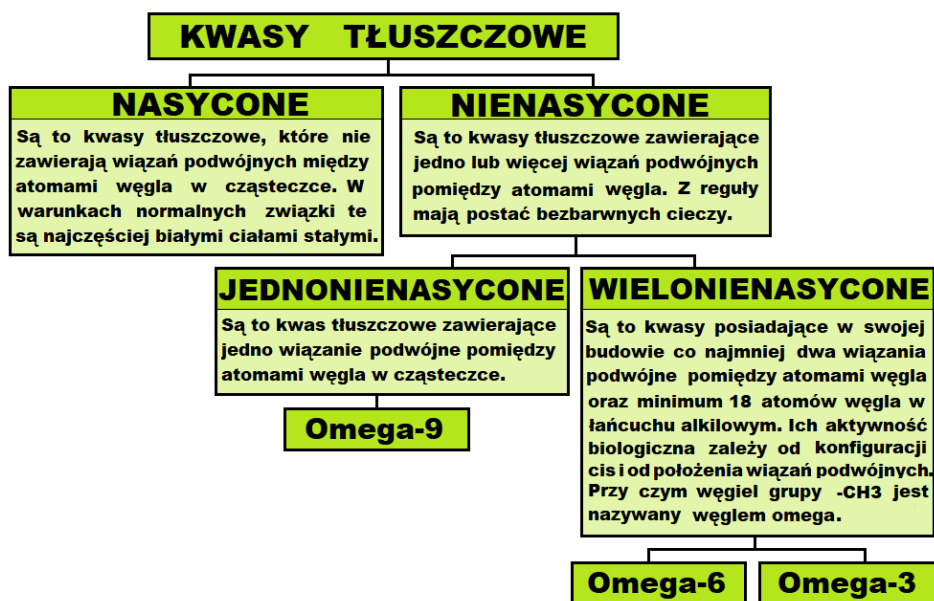 KWASY TŁUSZCZOWE
NASYCONE
Są to kwasy tłuszczowe, które nie
zawierają wiązań podwójnych między
atomami węgla w cząsteczce. W
warunkach normalnych związki te
są najczęściej białymi ciałami stałymi.
NIENASYCONE
Są to kwasy tłuszczowe zawierające
jedno lub więcej wiązań podwójnych
pomiędzy atomami węgla. Z reguły
mają postać bezbarwnych cieczy.
JEDNONIENASYCONE
Są to kwas tłuszczowe zawierające
jedno wiązanie podwójne pomiędzy
atomami węgla w cząsteczce.
Omega-9
WIELONIENASYCONE
Są to kwasy posiadające w swojej
budowie co najmniej dwa wiązania
podwójne pomiędzy atomami węgla
oraz minimum 18 atomów węgla w
łańcuchu alkilowym. Ich aktywność
biologiczna zależy od konfiguracji
cis i od położenia wiązań podwójnych.
Przy czym węgiel grupy -CH3 jest
nazywany węglem omega.
Omega-6
Omega-3